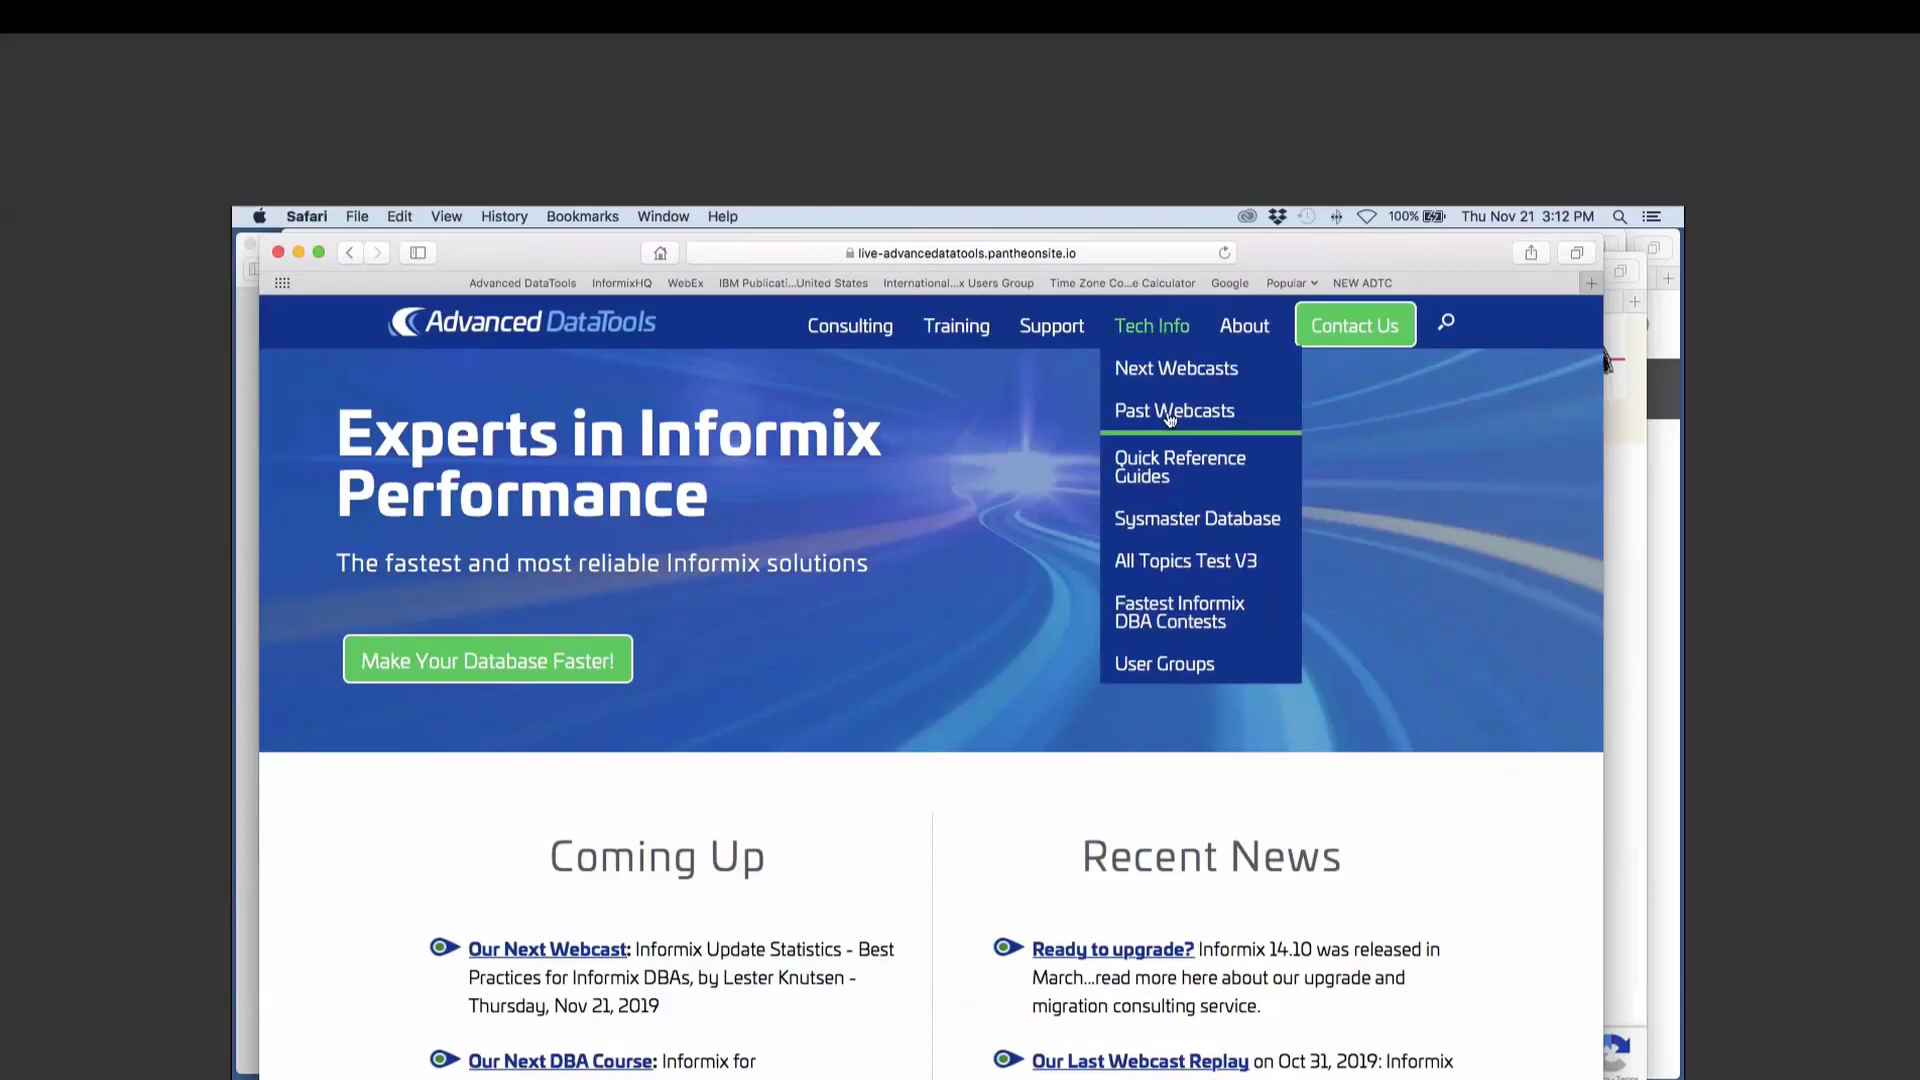 Safari File Edit View History Bookmarks Window Help 100% Thu Nov 21 3:12 PM
live-advancedatatools.pantheonsite.io
Advanced DataTools InformixHQ WebEx IBM Publicati...United States International...x Users Group Time Zone Co...e Calculator Google Popular NEW ADTC
Advanced DataTools Consulting Training Support Tech Info About Contact Us
Next Webcasts
Past Webcasts
Quick Reference
Guides
Sysmaster Database
All Topics Test V3
Fastest Informix
DBA Contests
User Groups
Experts in Informix
Performance
The fastest and most reliable Informix solutions
Make Your Database Faster!
Coming Up
Our Next Webcast: Informix Update Statistics - Best
Practices for Informix DBAs, by Lester Knutsen -
Thursday, Nov 21, 2019
Our Next DBA Course: Informix for
Recent News
Ready to upgrade? Informix 14.10 was released in
March...read more here about our upgrade and
migration consulting service.
Our Last Webcast Replay on Oct 31, 2019: Informix